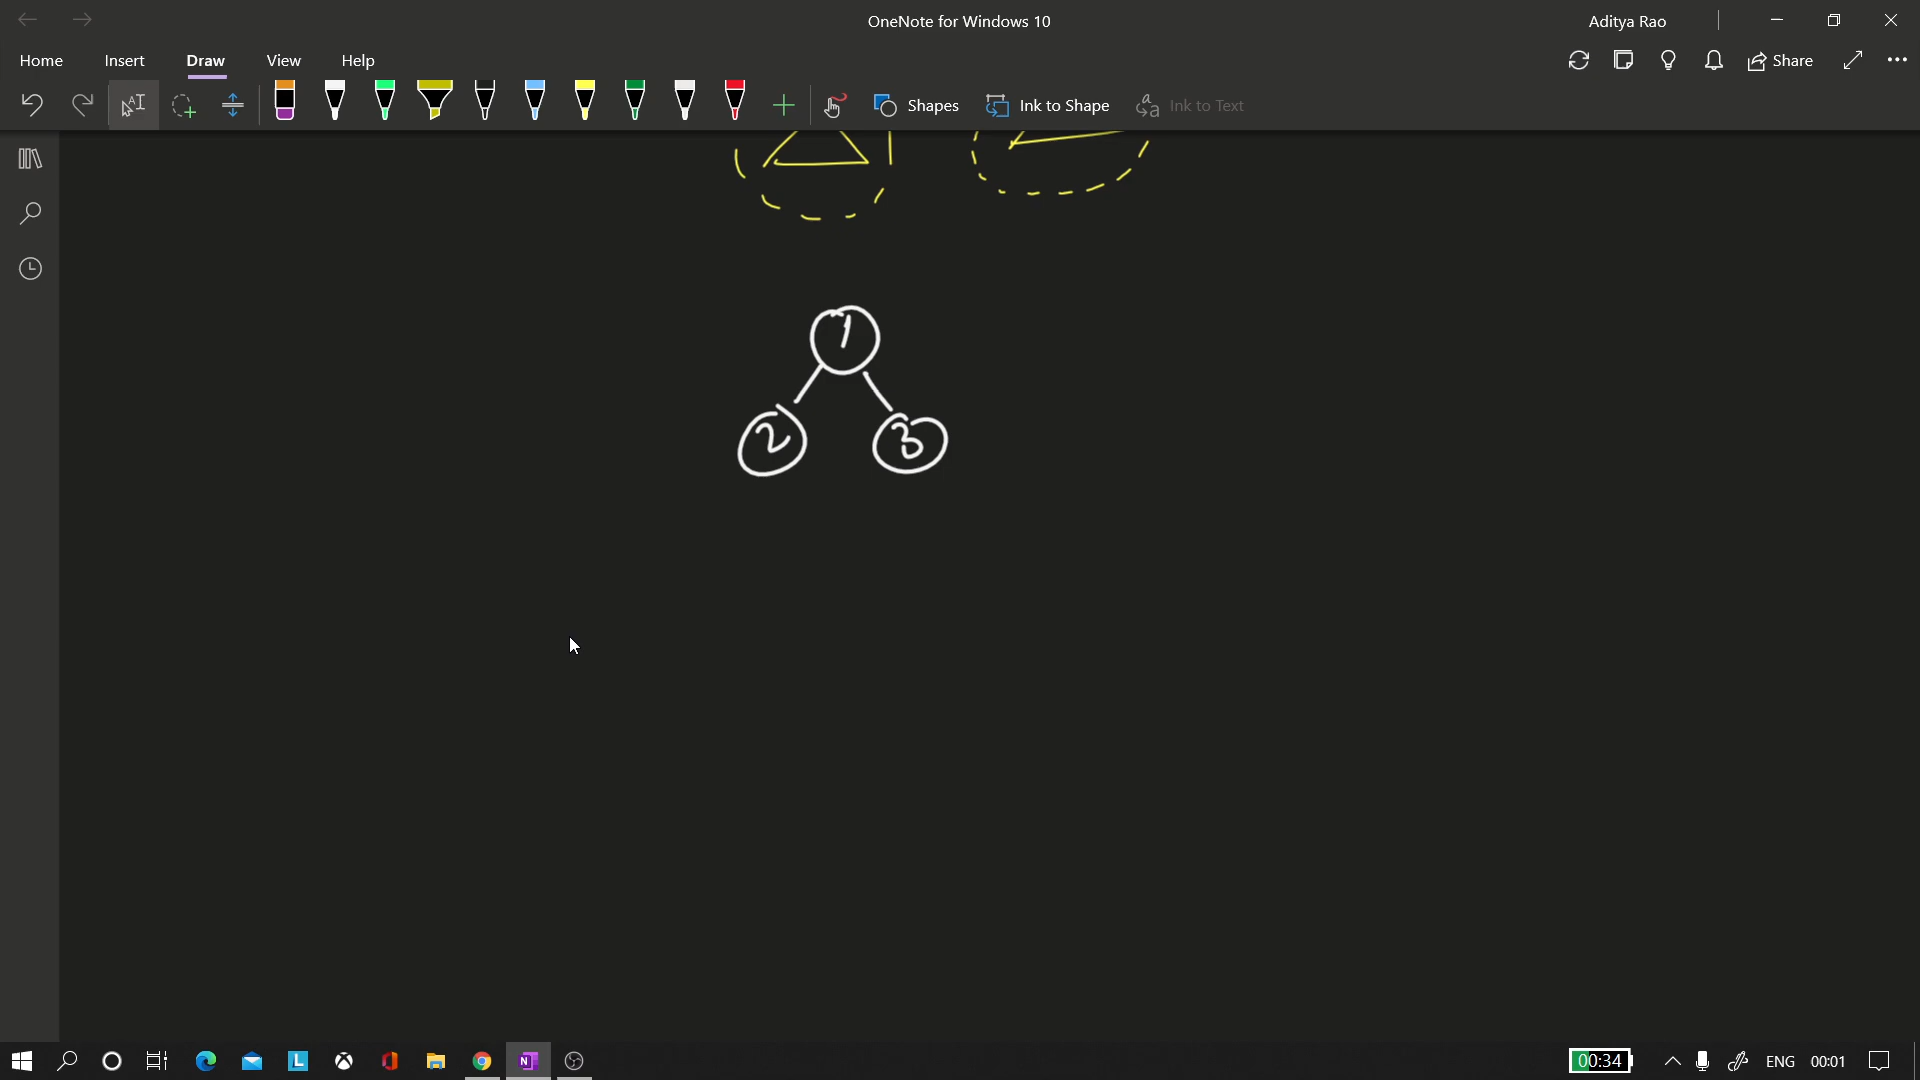 OneNote for Windows 10
Aditya Rao
Home Insert Draw View Help
Share
Shapes Ink to Shape Ink to Text
1
2 3
00:34 ENG 00:01